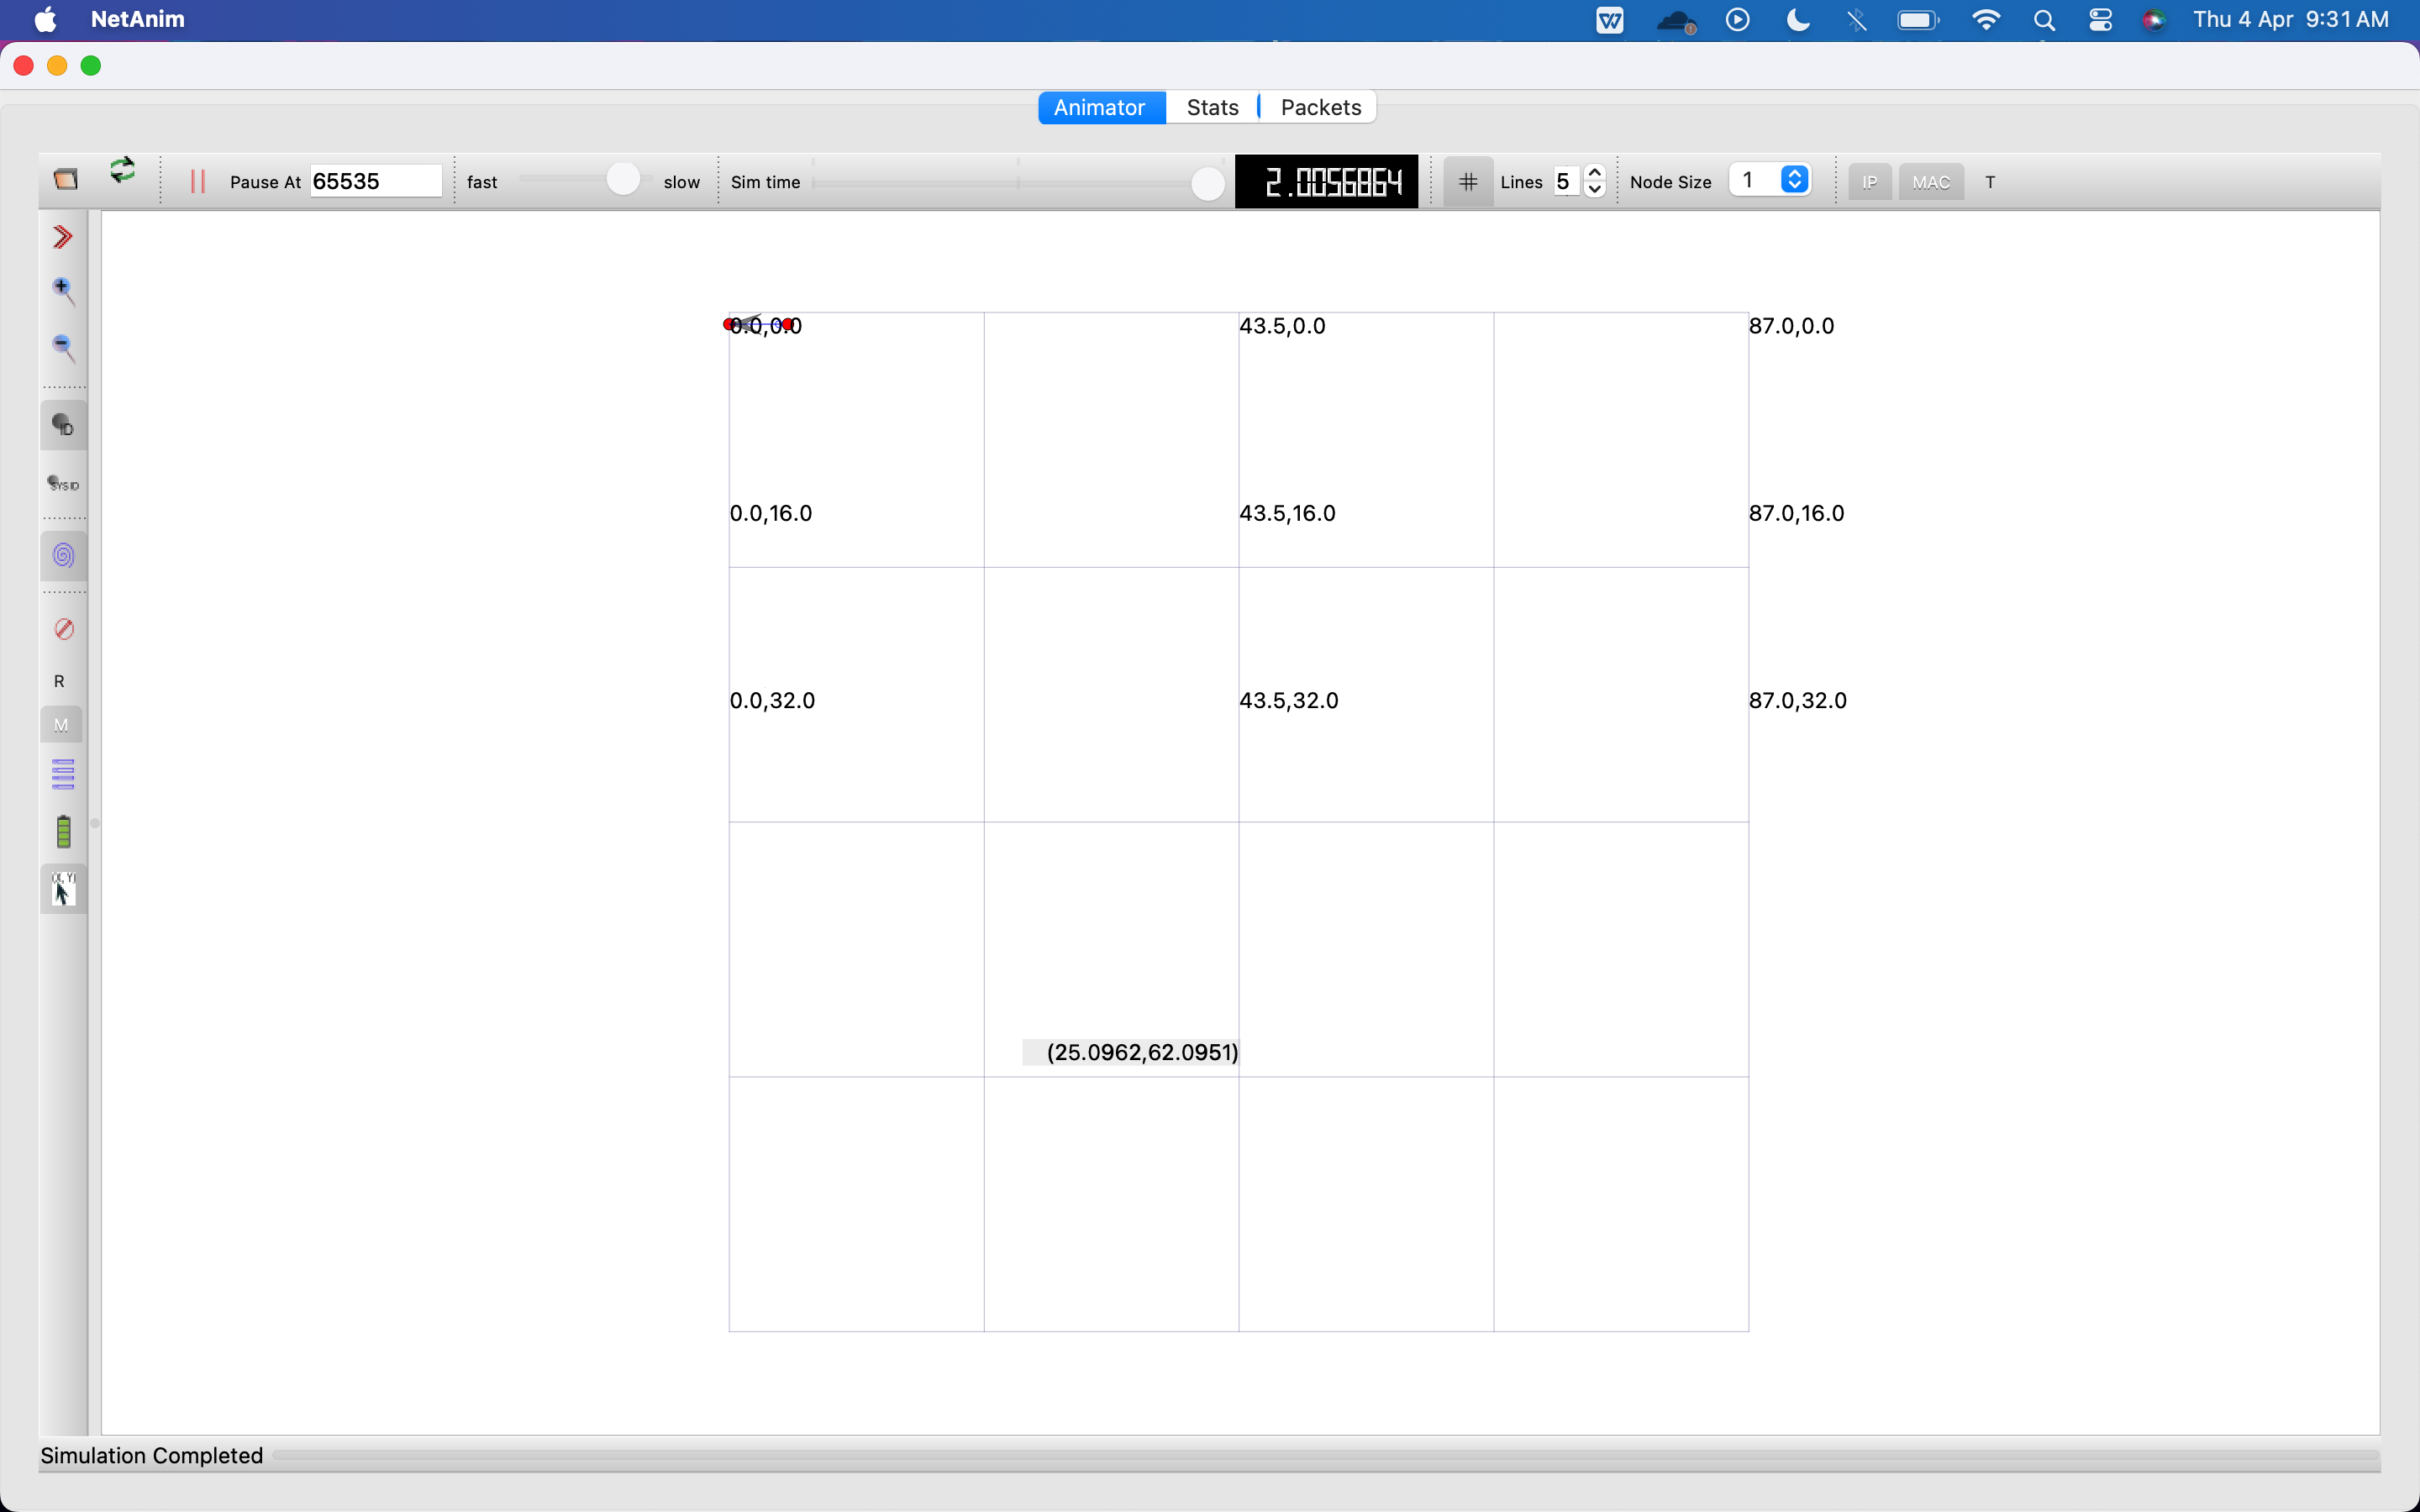 NetAnim
Thu 4 Apr 9:31 AM
Animator Stats Packets
Pause At 65535 fast slow Sim time 2.0056864 # Lines 5 Node Size 1 IP MAC T
ID
SYS ID
R
M
(X,Y)
0.0,0.0 43.5,0.0 87.0,0.0
0.0,16.0 43.5,16.0 87.0,16.0
0.0,32.0 43.5,32.0 87.0,32.0
(25.0962,62.0951)
Simulation Completed